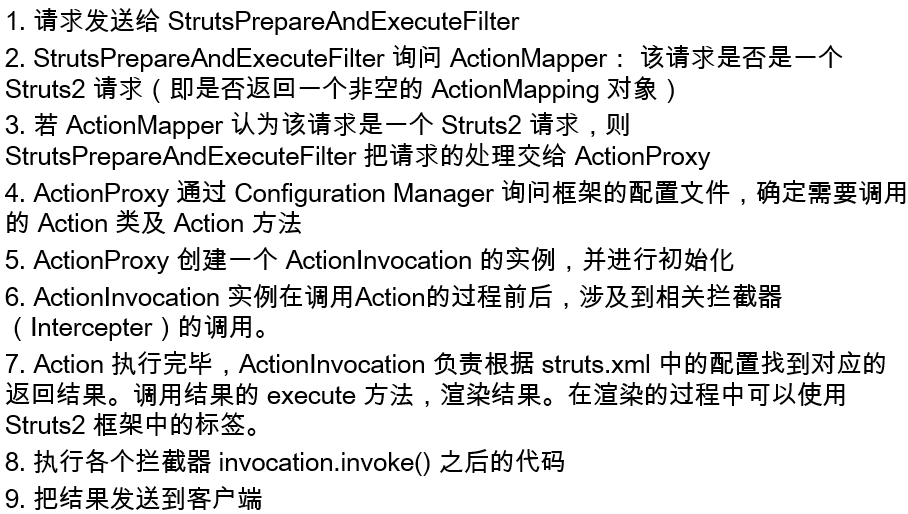 1. 请求发送给 StrutsPrepareAndExecuteFilter
2. StrutsPrepareAndExecuteFilter 询问 ActionMapper： 该请求是否是一个
Struts2 请求（即是否返回一个非空的 ActionMapping 对象）
3. 若 ActionMapper 认为该请求是一个 Struts2 请求，则
StrutsPrepareAndExecuteFilter 把请求的处理交给 ActionProxy
4. ActionProxy 通过 Configuration Manager 询问框架的配置文件，确定需要调用
的 Action 类及 Action 方法
5. ActionProxy 创建一个 ActionInvocation 的实例，并进行初始化
6. ActionInvocation 实例在调用Action的过程前后，涉及到相关拦截器
（Intercepter）的调用。
7. Action 执行完毕，ActionInvocation 负责根据 struts.xml 中的配置找到对应的
返回结果。调用结果的 execute 方法，渲染结果。在渲染的过程中可以使用
Struts2 框架中的标签。
8. 执行各个拦截器 invocation.invoke() 之后的代码
9. 把结果发送到客户端